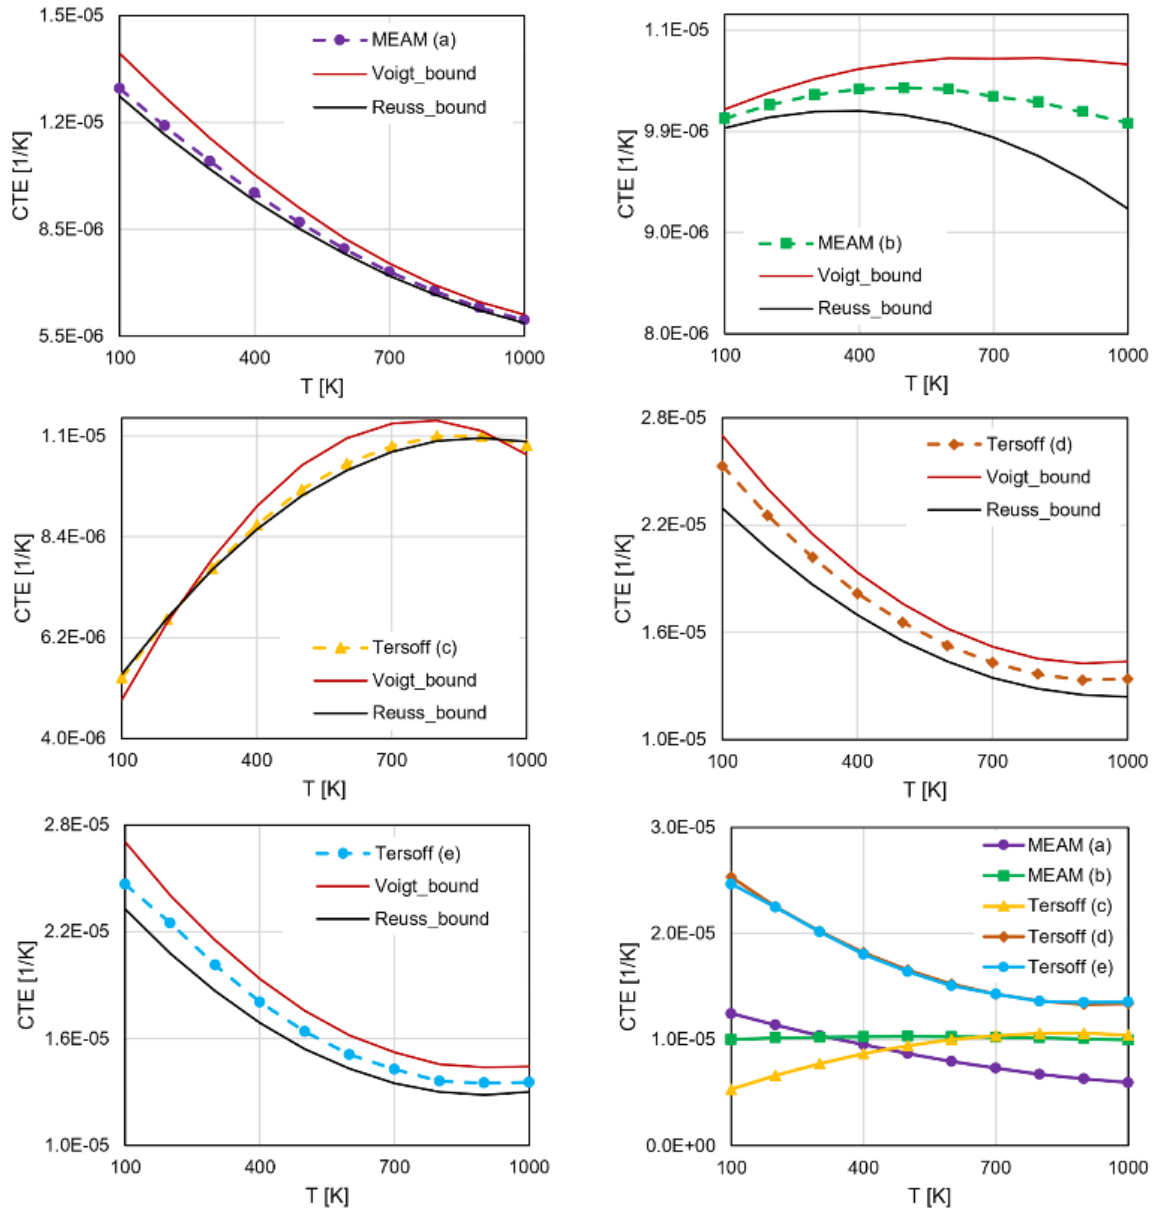 1.5E-05
1.2E-05
8.5E-06
5.5E-06
CTE [1/K]
MEAM (a)
Voigt_bound
Reuss_bound
100 400 700 1000
T [K]
1.1E-05
9.9E-06
9.0E-06
8.0E-06
CTE [1/K]
MEAM (b)
Voigt_bound
Reuss_bound
100 400 700 1000
T [K]
1.1E-05
8.4E-06
6.2E-06
4.0E-06
CTE [1/K]
Tersoff (c)
Voigt_bound
Reuss_bound
100 400 700 1000
T [K]
2.8E-05
2.2E-05
1.6E-05
1.0E-05
CTE [1/K]
Tersoff (d)
Voigt_bound
Reuss_bound
100 400 700 1000
T [K]
2.8E-05
2.2E-05
1.6E-05
1.0E-05
CTE [1/K]
Tersoff (e)
Voigt_bound
Reuss_bound
100 400 700 1000
T [K]
3.0E-05
2.0E-05
1.0E-05
0.0E+00
CTE [1/K]
MEAM (a)
MEAM (b)
Tersoff (c)
Tersoff (d)
Tersoff (e)
100 400 700 1000
T [K]